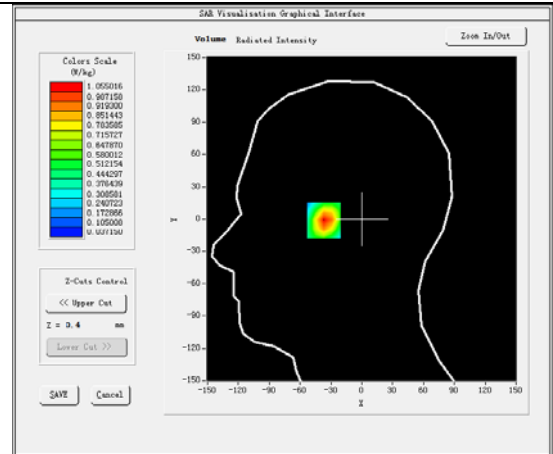 SAR Visualisation Graphical Interface
Volume Radiated Intensity
Zoom In/Out
Colors Scale
(W/kg)
1.055016
0.987158
0.919300
0.851443
0.783585
0.715727
0.647870
0.580012
0.512154
0.444297
0.376439
0.308581
0.240723
0.172866
0.105008
0.037150
Z-Cuts Control
<< Upper Cut
Z = 3.4 mm
Lower Cut >>
SAVE Cancel
150
120
90
60
30
0
-30
-60
-90
-120
-150
Y
-150 -120 -90 -60 -30 0 30 60 90 120 150
X